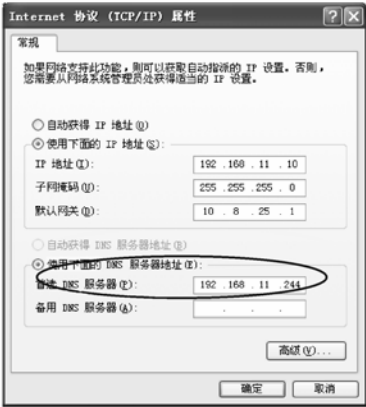 Internet 协议 (TCP/IP) 属性
常规
如果网络支持此功能，则可以获取自动指派的 IP 设置。否则，
您需要从网络系统管理员处获得适当的 IP 设置。
自动获得 IP 地址(O)
使用下面的 IP 地址(S):
IP 地址(I): 192 .168 . 11 . 10
子网掩码(U): 255 .255 .255 . 0
默认网关(D): 10 . 8 . 25 . 1
自动获得 DNS 服务器地址(B)
使用下面的 DNS 服务器地址(E):
首选 DNS 服务器(P): 192 .168 . 11 .244
备用 DNS 服务器(A): . . .
高级(V)...
确定 取消